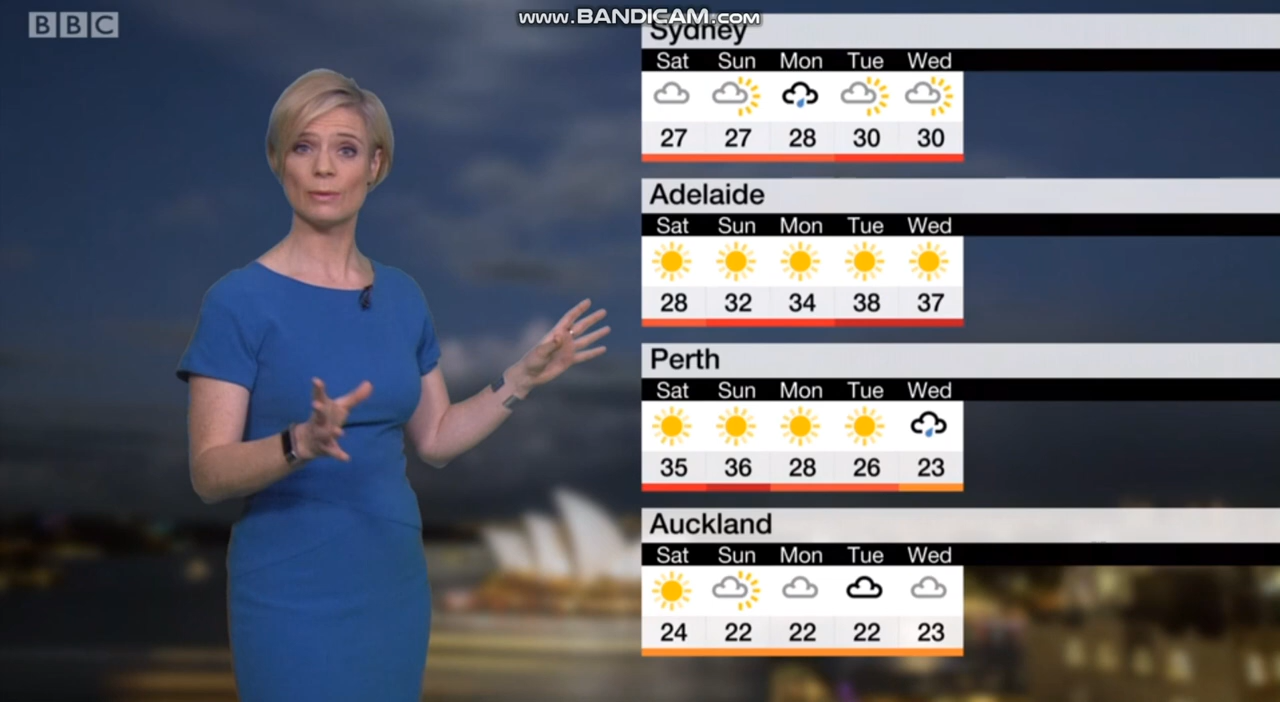 BBC
www.BANDICAM.com
Sydney
Sat Sun Mon Tue Wed
27 27 28 30 30
Adelaide
Sat Sun Mon Tue Wed
28 32 34 38 37
Perth
Sat Sun Mon Tue Wed
35 36 28 26 23
Auckland
Sat Sun Mon Tue Wed
24 22 22 22 23